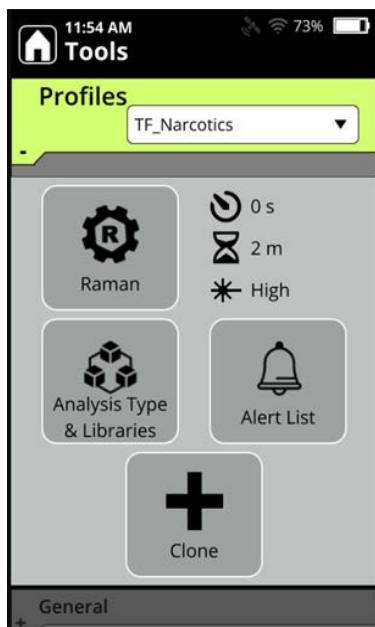 11:54 AM
73%
Tools
Profiles
TF_Narcotics
-
R
Raman
0 s
2 m
High
Analysis Type
& Libraries
Alert List
Clone
General
+